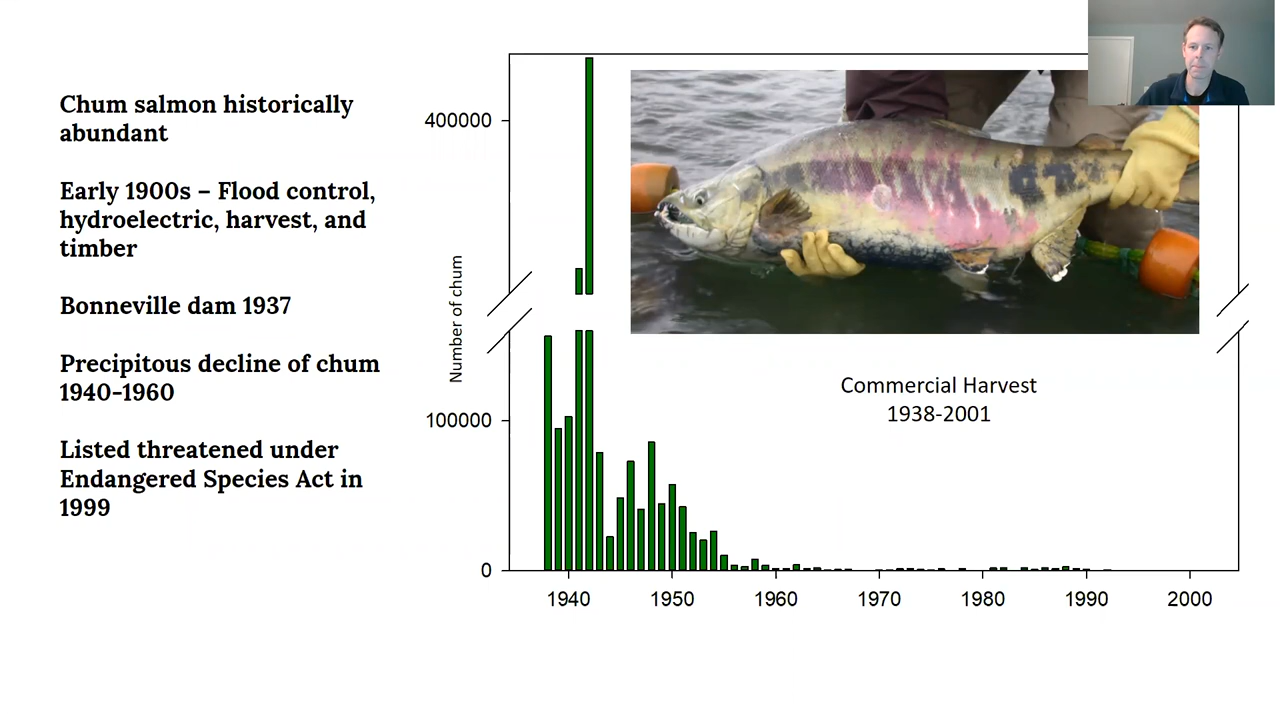 Chum salmon historically
abundant
Early 1900s – Flood control,
hydroelectric, harvest, and
timber
Bonneville dam 1937
Precipitous decline of chum
1940-1960
Listed threatened under
Endangered Species Act in
1999
Number of chum
400000
100000
0
Commercial Harvest
1938-2001
1940 1950 1960 1970 1980 1990 2000